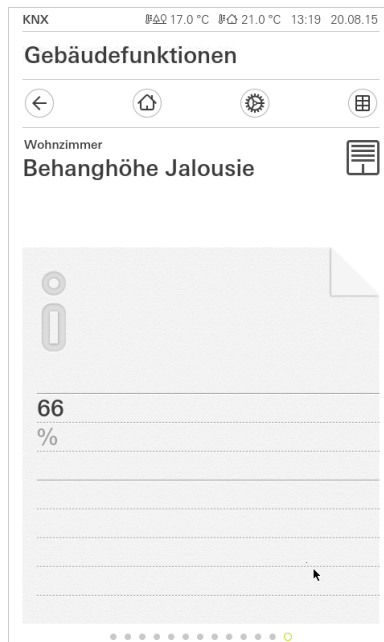 KNX 17.0 °C 21.0 °C 13:19 20.08.15
Gebäudefunktionen
Wohnzimmer
Behanghöhe Jalousie
i
66
%